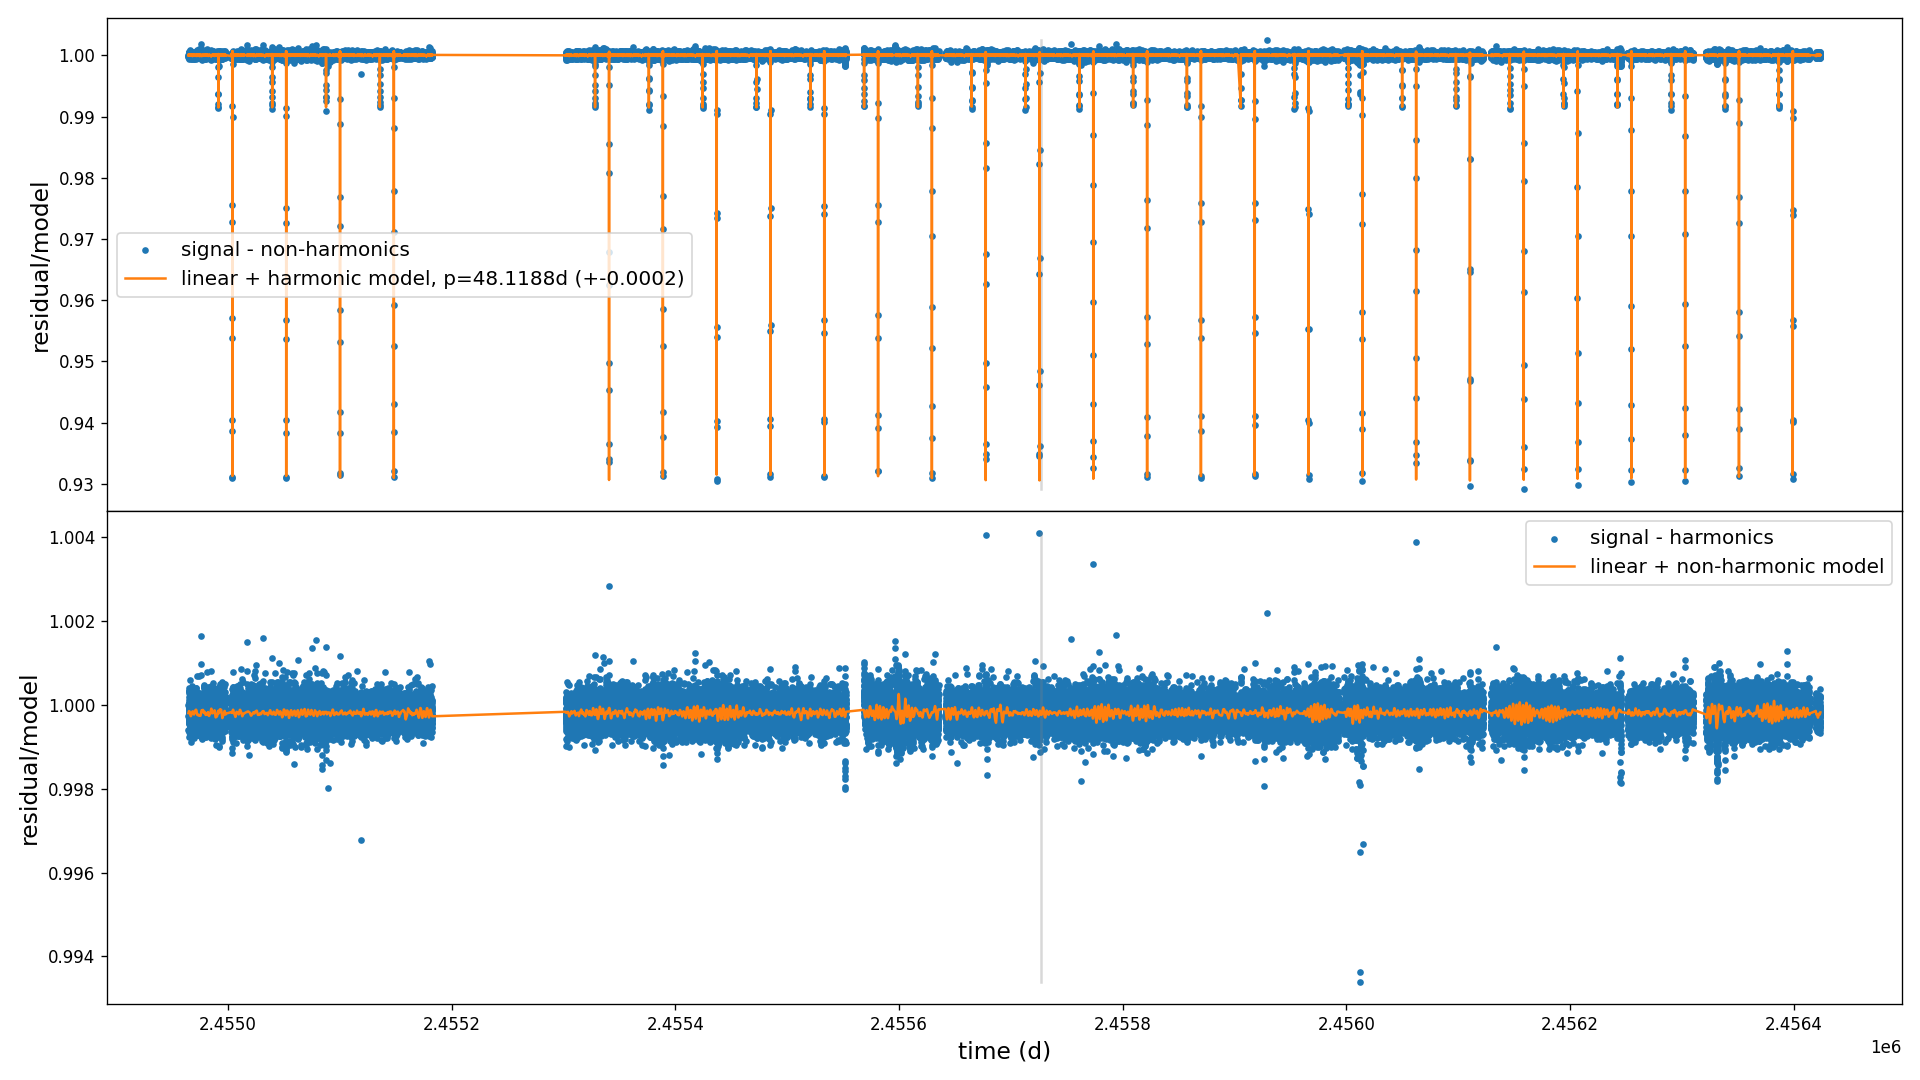 1.00
0.99
0.98
0.97
0.96
0.95
0.94
0.93
residual/model
signal - non-harmonics
linear + harmonic model, p=48.1188d (+-0.0002)
1.004
1.002
1.000
0.998
0.996
0.994
residual/model
signal - harmonics
linear + non-harmonic model
2.4550
2.4552
2.4554
2.4556
2.4558
2.4560
2.4562
2.4564
1e6
time (d)